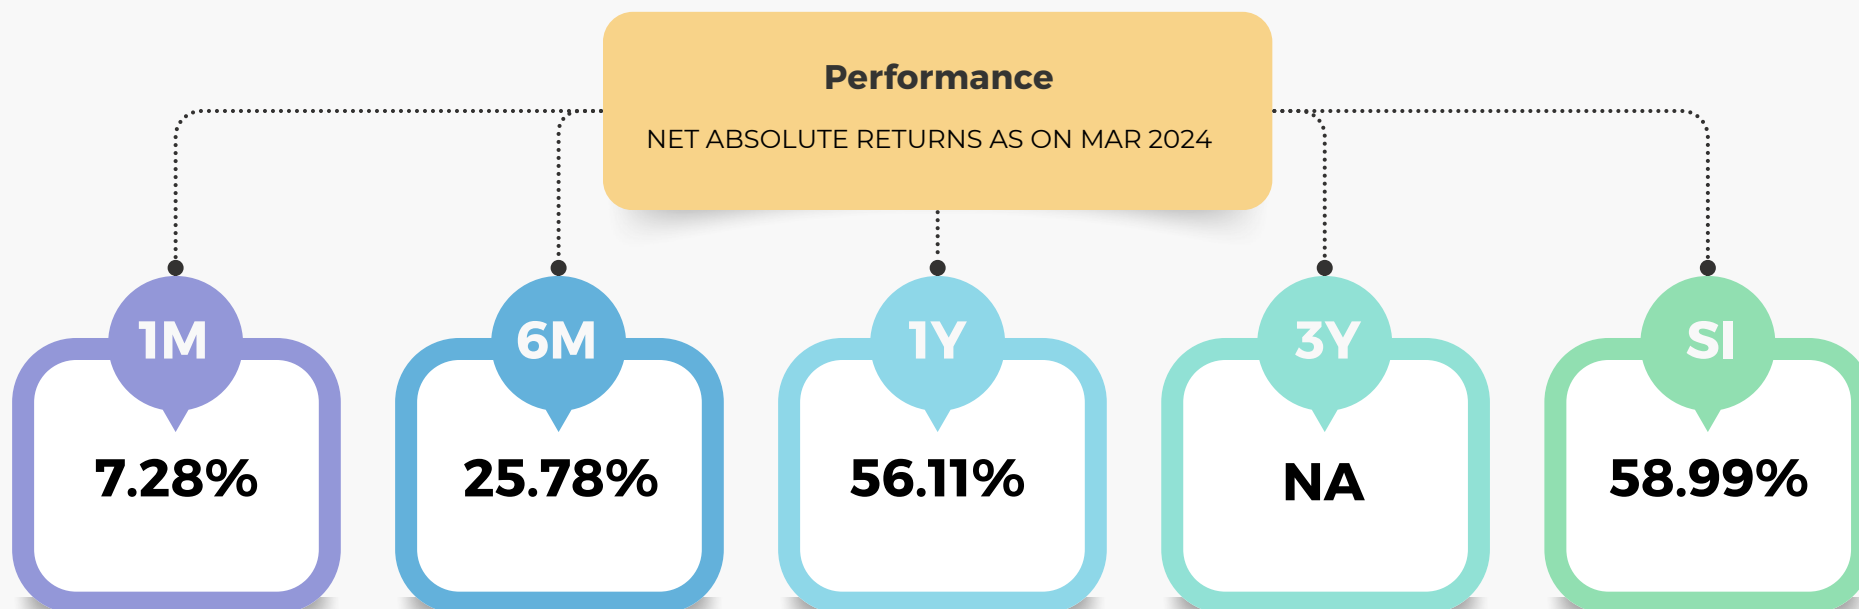 Performance
NET ABSOLUTE RETURNS AS ON MAR 2024
1M
6M
1Y
3Y
SI
7.28%
25.78%
56.11%
NA
58.99%